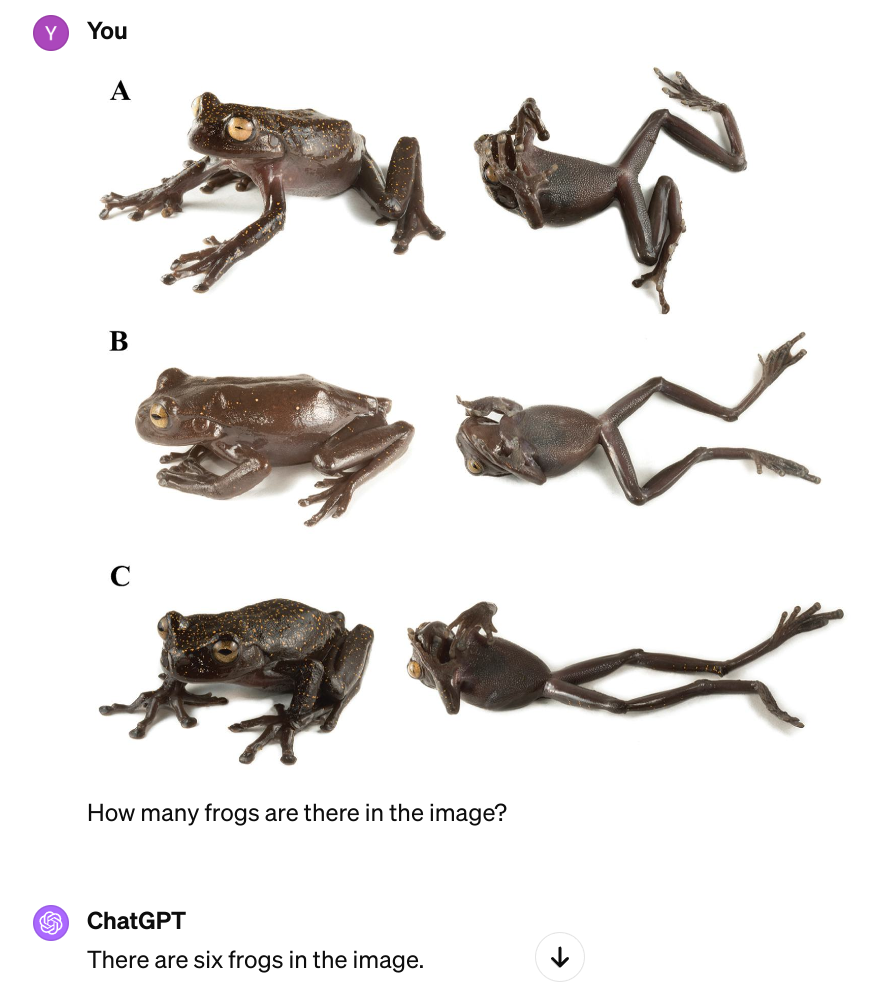 Y You
A
B
C
How many frogs are there in the image?
ChatGPT
There are six frogs in the image.